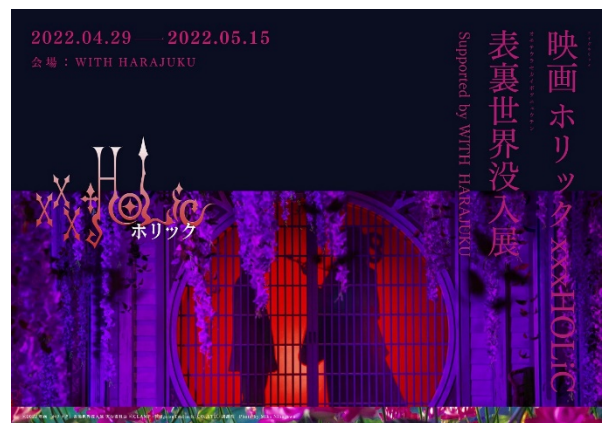 2022.04.29 —— 2022.05.15
会場：WITH HARAJUKU
映画 ホリック xxxHOLiC
表裏世界没入展
Supported by WITH HARAJUKU
xxxHOLiC
ホリック